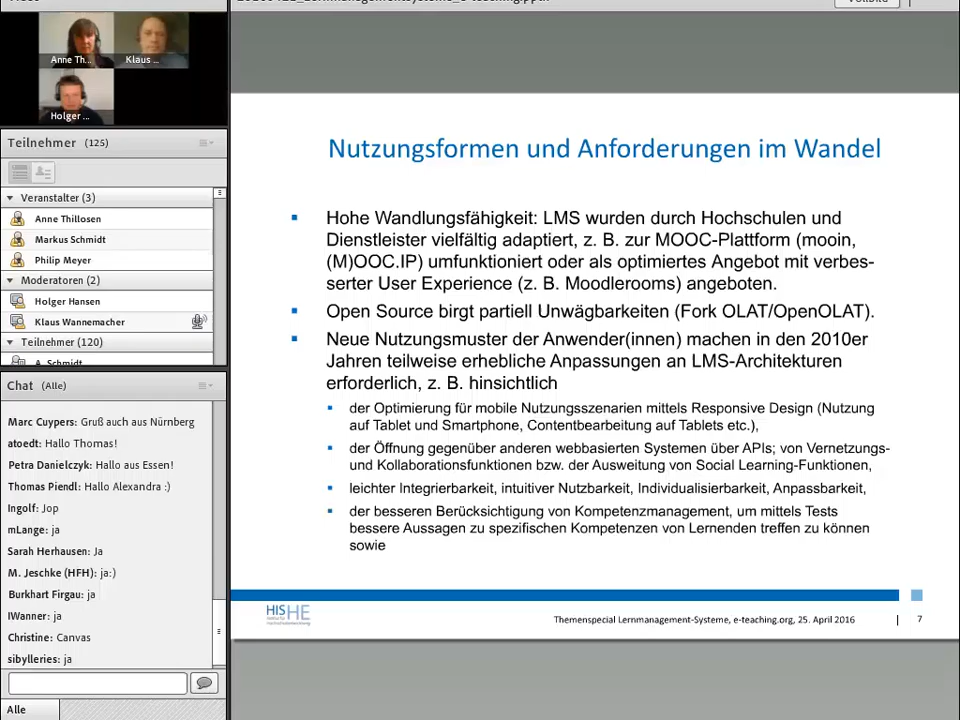 Vollbild
Anne Th...
Klaus ...
Holger ...
Teilnehmer (125)
Veranstalter (3)
Anne Thillosen
Markus Schmidt
Philip Meyer
Moderatoren (2)
Holger Hansen
Klaus Wannemacher
Teilnehmer (120)
A. Schmidt
Chat (Alle)
Marc Cuypers: Gruß auch aus Nürnberg
atoedt: Hallo Thomas!
Petra Danielczyk: Hallo aus Essen!
Thomas Piendl: Hallo Alexandra :)
Ingolf: Jop
mLange: ja
Sarah Herhausen: Ja
M. Jeschke (HFH): ja:)
Burkhart Firgau: ja
IWanner: ja
Christine: Canvas
sibylleries: ja
Alle
Nutzungsformen und Anforderungen im Wandel
Hohe Wandlungsfähigkeit: LMS wurden durch Hochschulen und
Dienstleister vielfältig adaptiert, z. B. zur MOOC-Plattform (mooin,
(M)OOC.IP) umfunktioniert oder als optimiertes Angebot mit verbes-
serter User Experience (z. B. Moodlerooms) angeboten.
Open Source birgt partiell Unwägbarkeiten (Fork OLAT/OpenOLAT).
Neue Nutzungsmuster der Anwender(innen) machen in den 2010er
Jahren teilweise erhebliche Anpassungen an LMS-Architekturen
erforderlich, z. B. hinsichtlich
der Optimierung für mobile Nutzungsszenarien mittels Responsive Design (Nutzung
auf Tablet und Smartphone, Contentbearbeitung auf Tablets etc.),
der Öffnung gegenüber anderen webbasierten Systemen über APIs; von Vernetzungs-
und Kollaborationsfunktionen bzw. der Ausweitung von Social Learning-Funktionen,
leichter Integrierbarkeit, intuitiver Nutzbarkeit, Individualisierbarkeit, Anpassbarkeit,
der besseren Berücksichtigung von Kompetenzmanagement, um mittels Tests
bessere Aussagen zu spezifischen Kompetenzen von Lernenden treffen zu können
sowie
HIS HE
Themenspecial Lernmanagement-Systeme, e-teaching.org, 25. April 2016 | 7